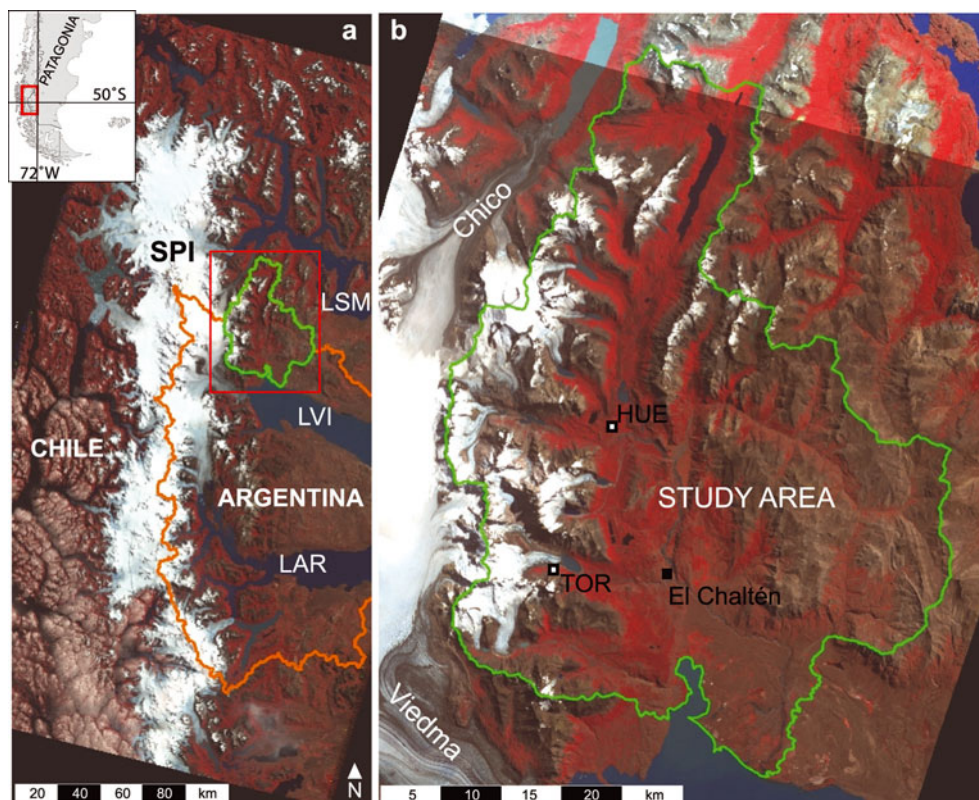 PATAGONIA
50°S
72°W
a
SPI
LSM
LVI
CHILE
ARGENTINA
LAR
20 40 60 80 km
N
b
Chico
HUE
STUDY AREA
TOR
El Chaltén
Viedma
5 10 20 km